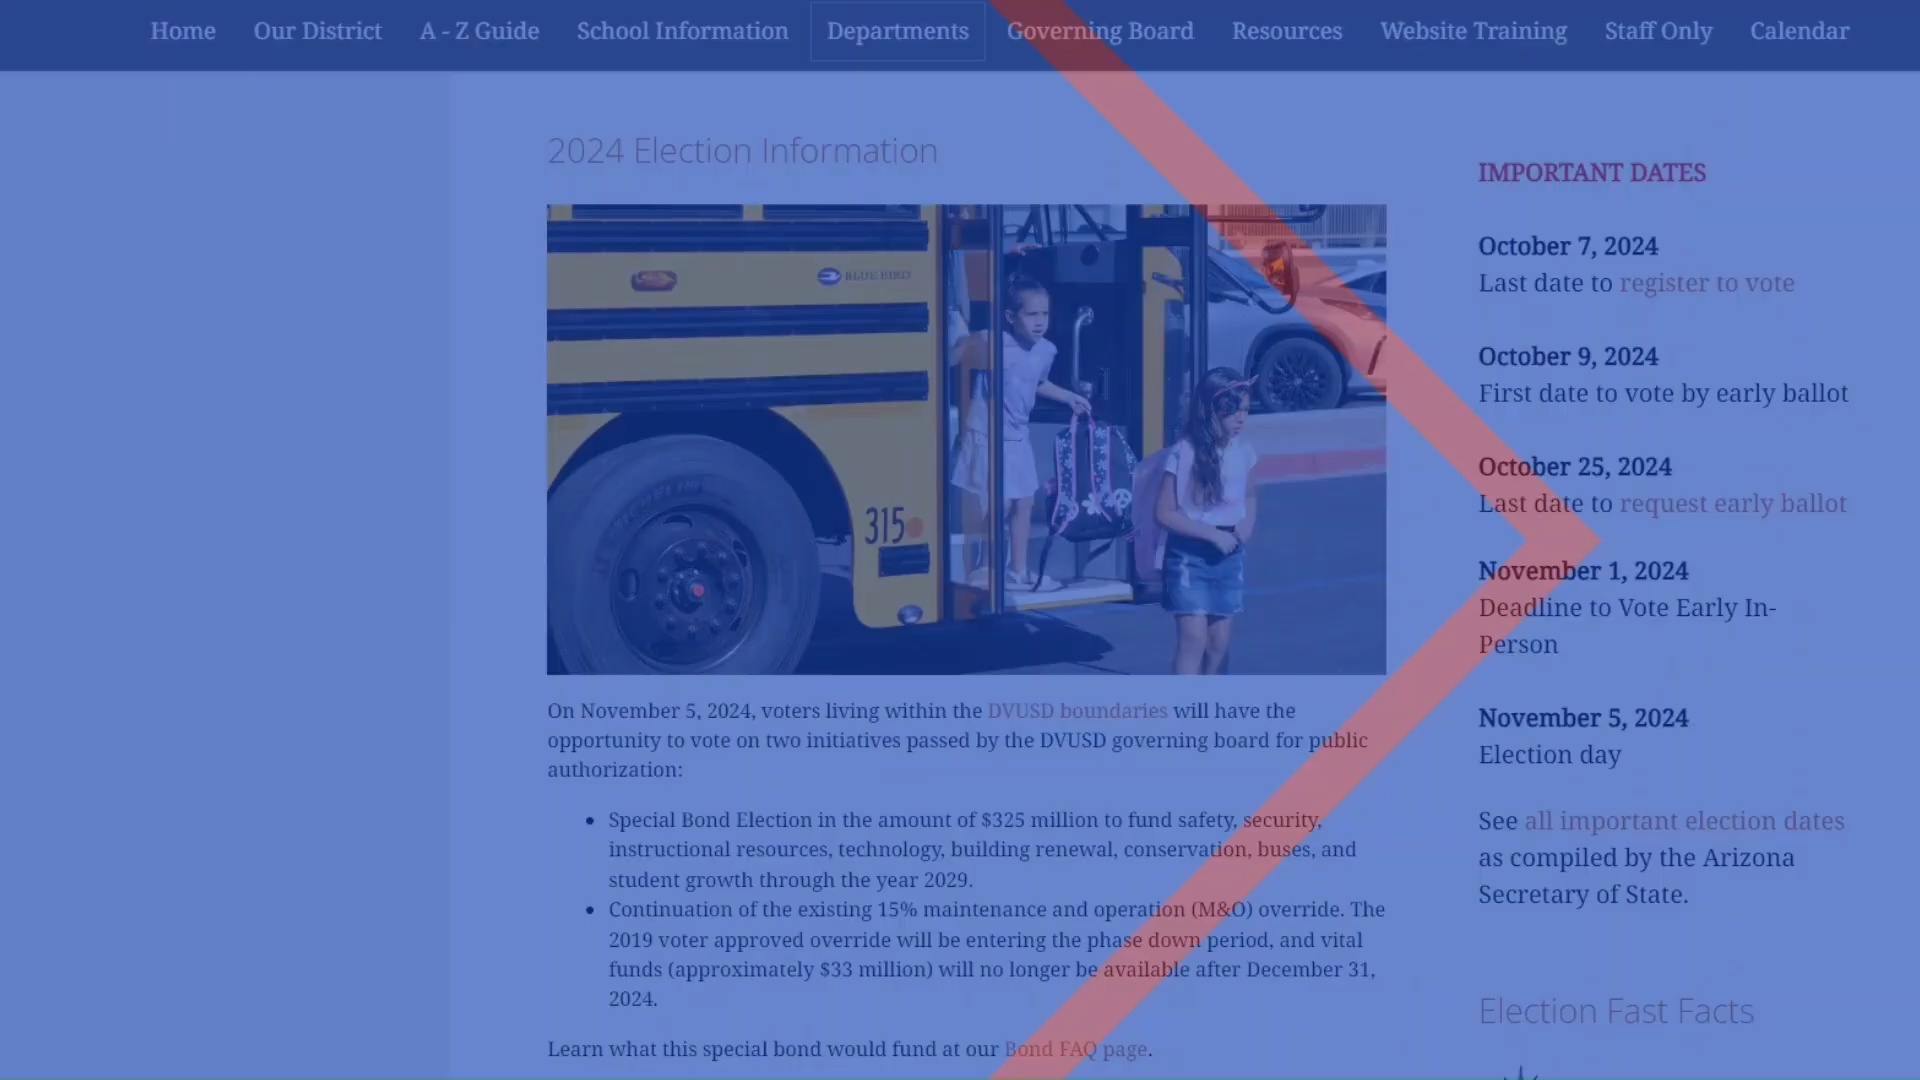 Home Our District A - Z Guide School Information Departments Governing Board Resources Website Training Staff Only Calendar
2024 Election Information
BLUE BIRD
315
On November 5, 2024, voters living within the DVUSD boundaries will have the
opportunity to vote on two initiatives passed by the DVUSD governing board for public
authorization:
• Special Bond Election in the amount of $325 million to fund safety, security,
instructional resources, technology, building renewal, conservation, buses, and
student growth through the year 2029.
• Continuation of the existing 15% maintenance and operation (M&O) override. The
2019 voter approved override will be entering the phase down period, and vital
funds (approximately $33 million) will no longer be available after December 31,
2024.
Learn what this special bond would fund at our Bond FAQ page.
IMPORTANT DATES
October 7, 2024
Last date to register to vote
October 9, 2024
First date to vote by early ballot
October 25, 2024
Last date to request early ballot
November 1, 2024
Deadline to Vote Early In-
Person
November 5, 2024
Election day
See all important election dates
as compiled by the Arizona
Secretary of State.
Election Fast Facts